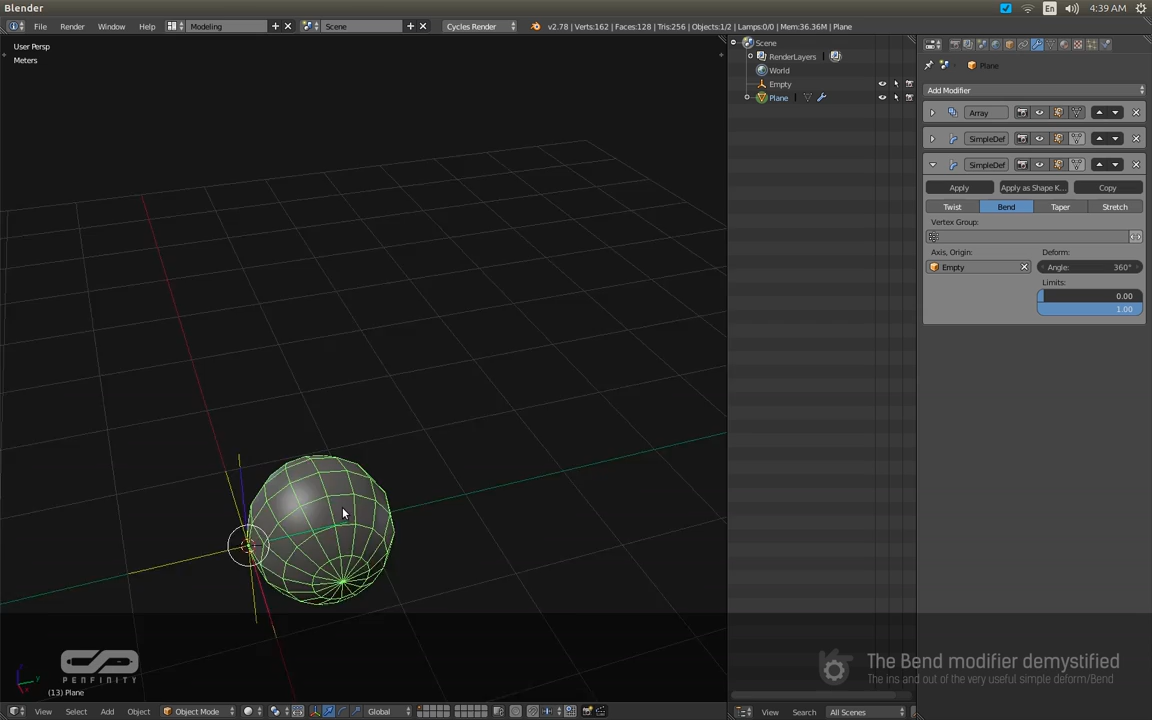 Blender
En
4:39 AM
File Render Window Help Modeling Scene Cycles Render v2.78 | Verts:162 | Faces:128 | Tris:256 | Objects:1/2 | Lamps:0/0 | Mem:36.36M | Plane
User Persp
Meters
Scene
RenderLayers
World
Empty
Plane
Plane
Add Modifier
Array
SimpleDef
SimpleDef
Apply Apply as Shape K... Copy
Twist Bend Taper Stretch
Vertex Group:
Axis, Origin: Deform:
Empty Angle: 360°
Limits:
0.00
1.00
PENFINITY
The Bend modifier demystified
The ins and out of the very useful simple deform/Bend
(13) Plane
View Select Add Object Object Mode Global View Search All Scenes